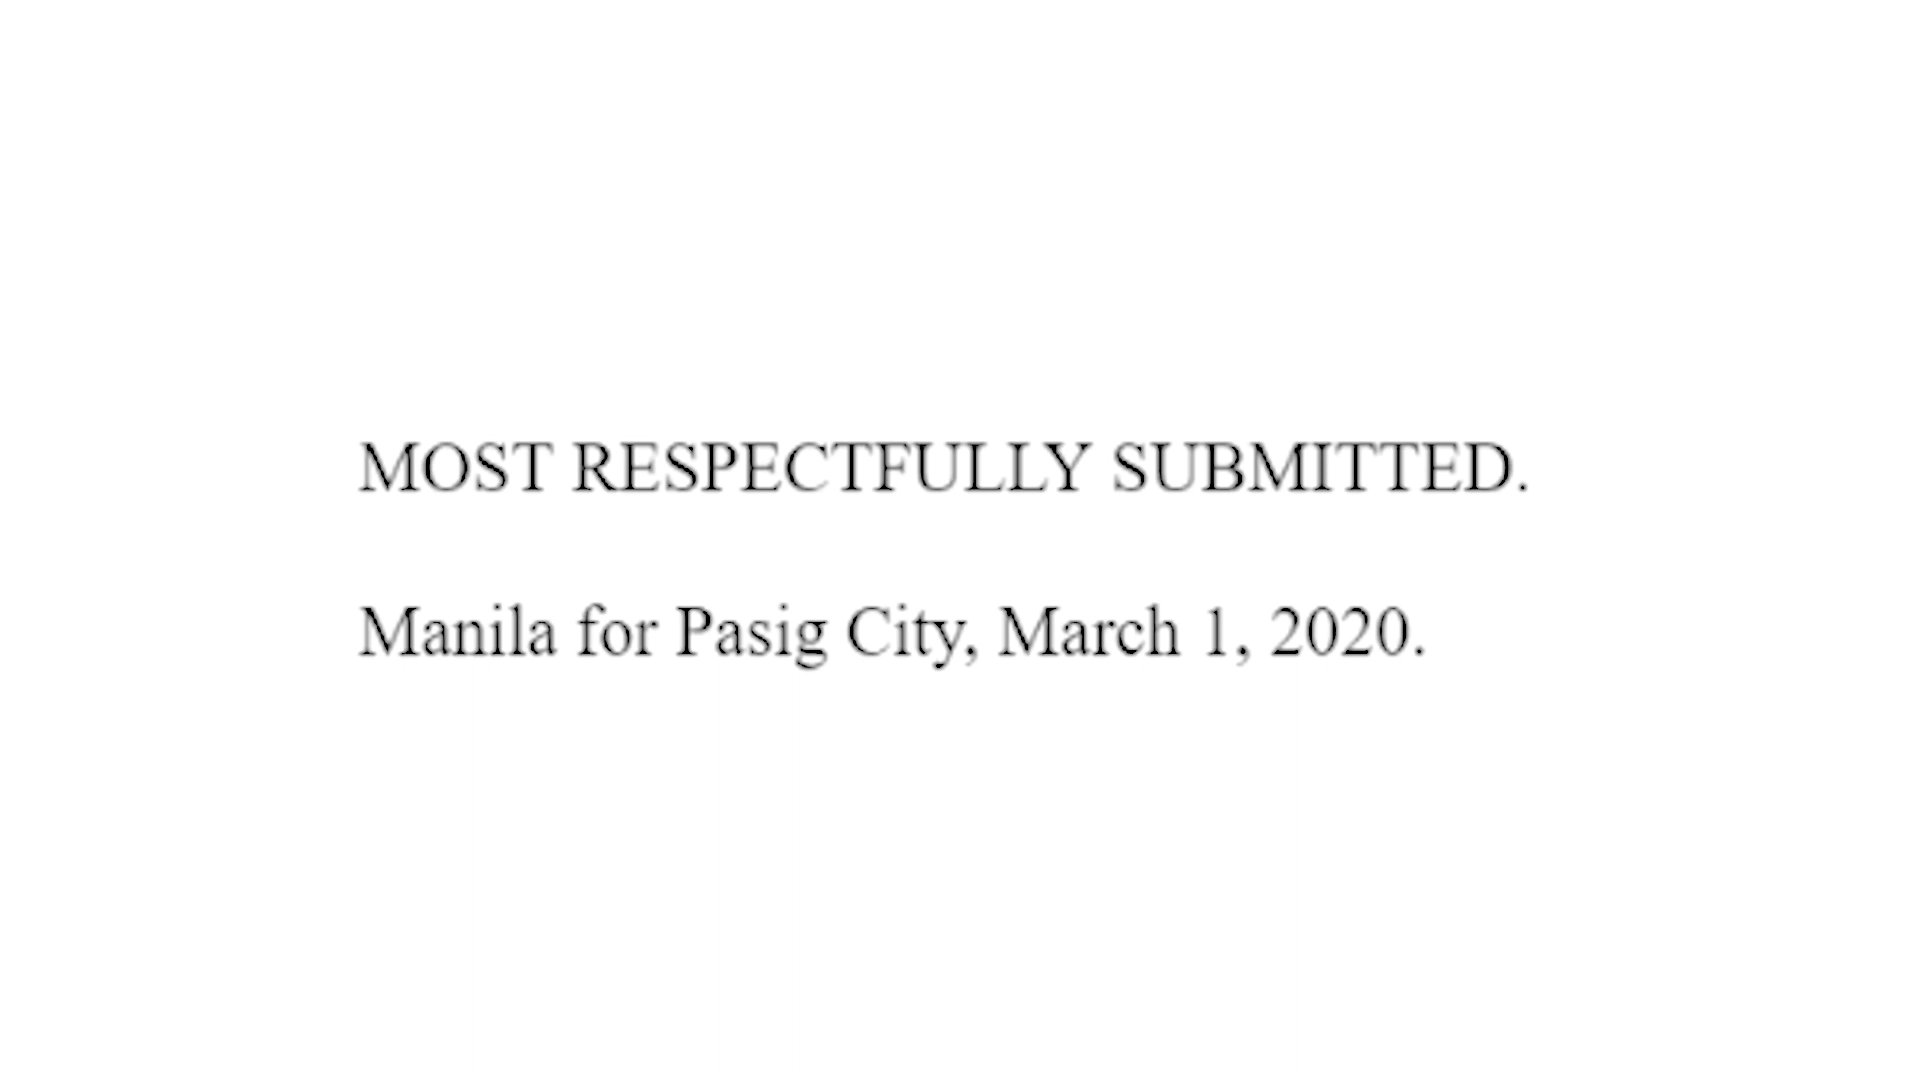 MOST RESPECTFULLY SUBMITTED.
Manila for Pasig City, March 1, 2020.